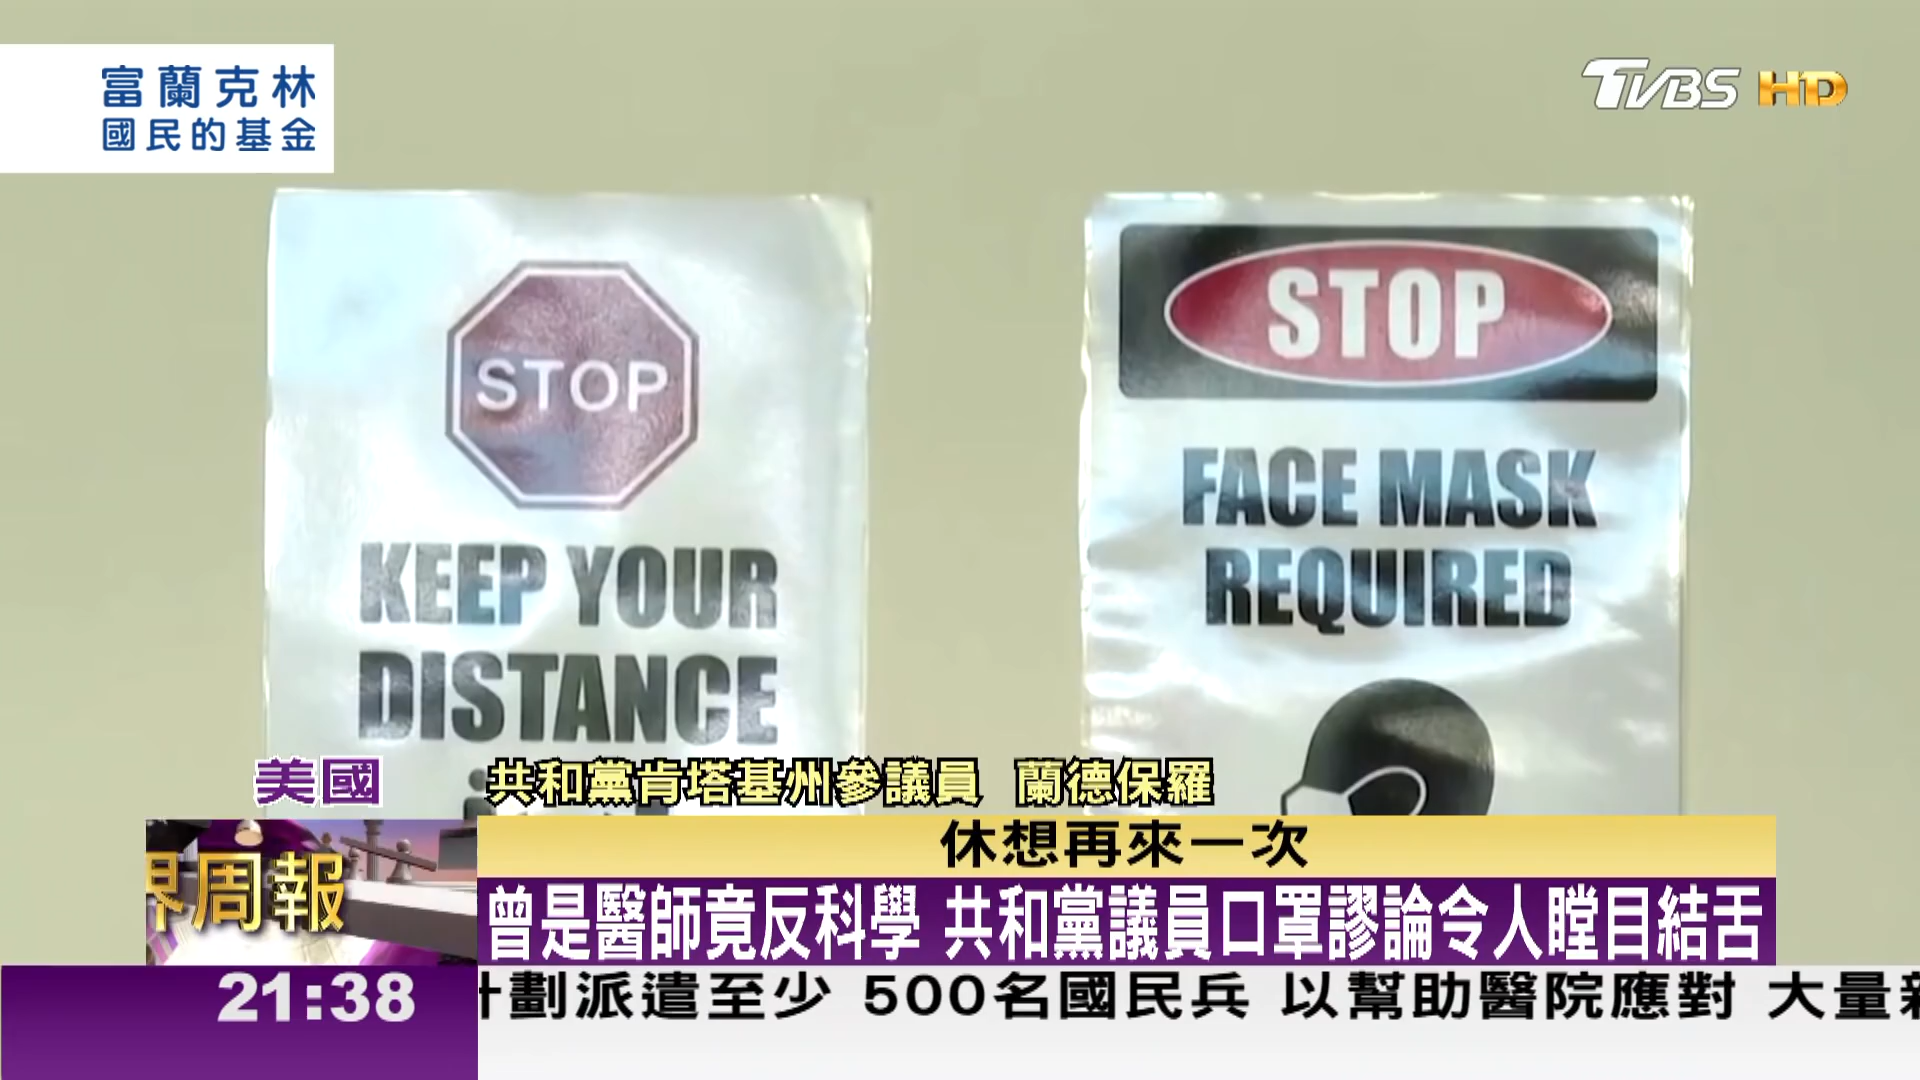 富蘭克林
國民的基金
TVBS HD
STOP
KEEP YOUR
DISTANCE
STOP
FACE MASK
REQUIRED
美國
共和黨肯塔基州參議員 蘭德保羅
休想再來一次
周報
曾是醫師竟反科學 共和黨議員口罩謬論令人瞠目結舌
21:38
劃派遣至少 500名國民兵 以幫助醫院應對 大量